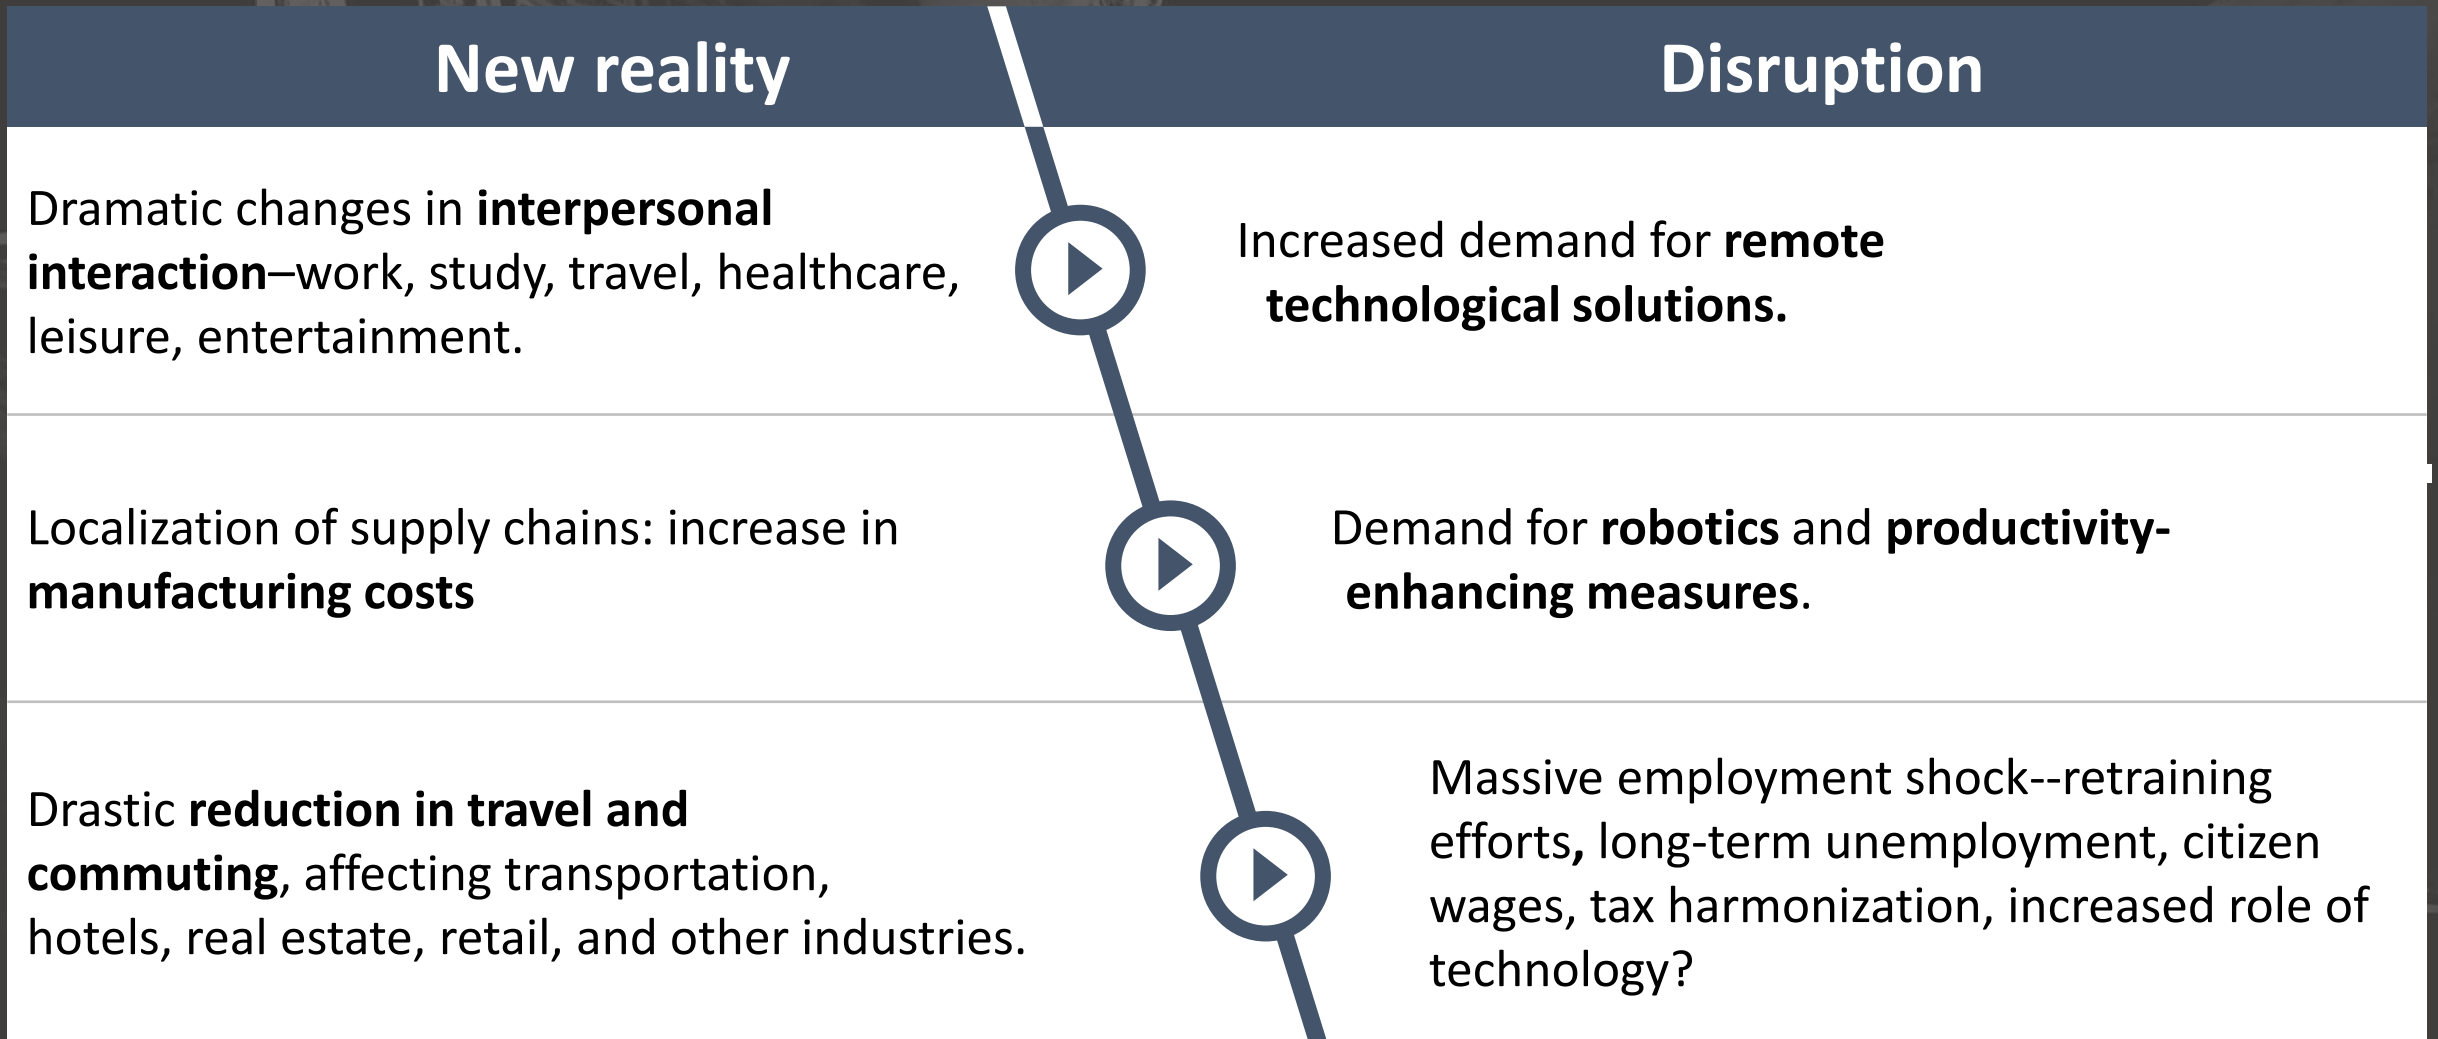 New reality
Disruption
Dramatic changes in interpersonal
interaction–work, study, travel, healthcare,
leisure, entertainment.
Increased demand for remote
technological solutions.
Localization of supply chains: increase in
manufacturing costs
Demand for robotics and productivity-
enhancing measures.
Drastic reduction in travel and
commuting, affecting transportation,
hotels, real estate, retail, and other industries.
Massive employment shock--retraining
efforts, long-term unemployment, citizen
wages, tax harmonization, increased role of
technology?